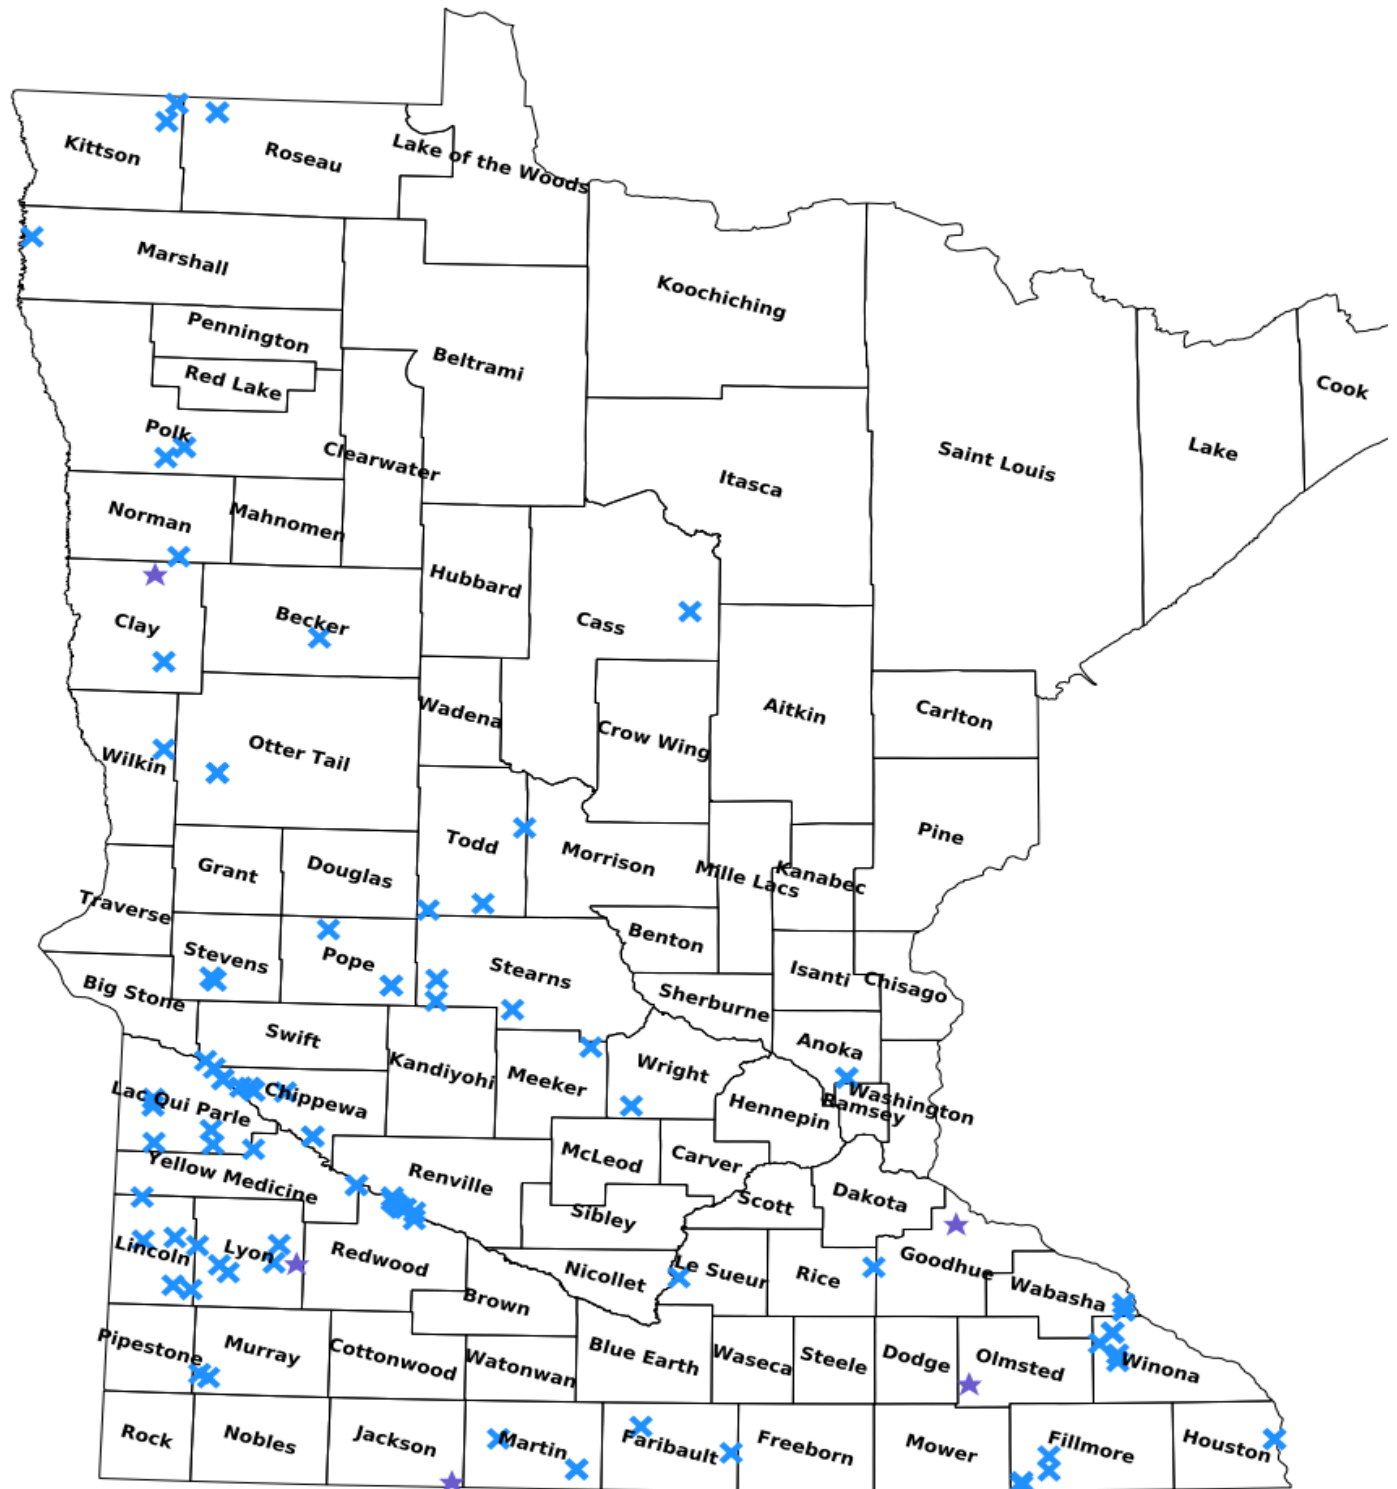 Kittson
Roseau
Lake of the Woods
Marshall
Koochiching
Pennington
Beltrami
Red Lake
Cook
Polk
Clearwater
Saint Louis
Lake
Itasca
Norman
Mahnomen
Hubbard
Clay
Becker
Cass
Wadena
Aitkin
Carlton
Crow Wing
Otter Tail
Wilkin
Pine
Todd
Morrison
Grant
Douglas
Mille Lacs
Kanabec
Traverse
Benton
Stevens
Pope
Stearns
Isanti
Chisago
Big Stone
Sherburne
Swift
Anoka
Kandiyohi
Meeker
Wright
Lac Qui Parle
Chippewa
Hennepin
Ramsey
Washington
McLeod
Carver
Yellow Medicine
Renville
Dakota
Scott
Sibley
Lincoln
Lyon
Redwood
Nicollet
Le Sueur
Rice
Goodhue
Wabasha
Brown
Pipestone
Murray
Cottonwood
Watonwan
Blue Earth
Waseca
Steele
Dodge
Olmsted
Winona
Rock
Nobles
Jackson
Martin
Faribault
Freeborn
Mower
Fillmore
Houston